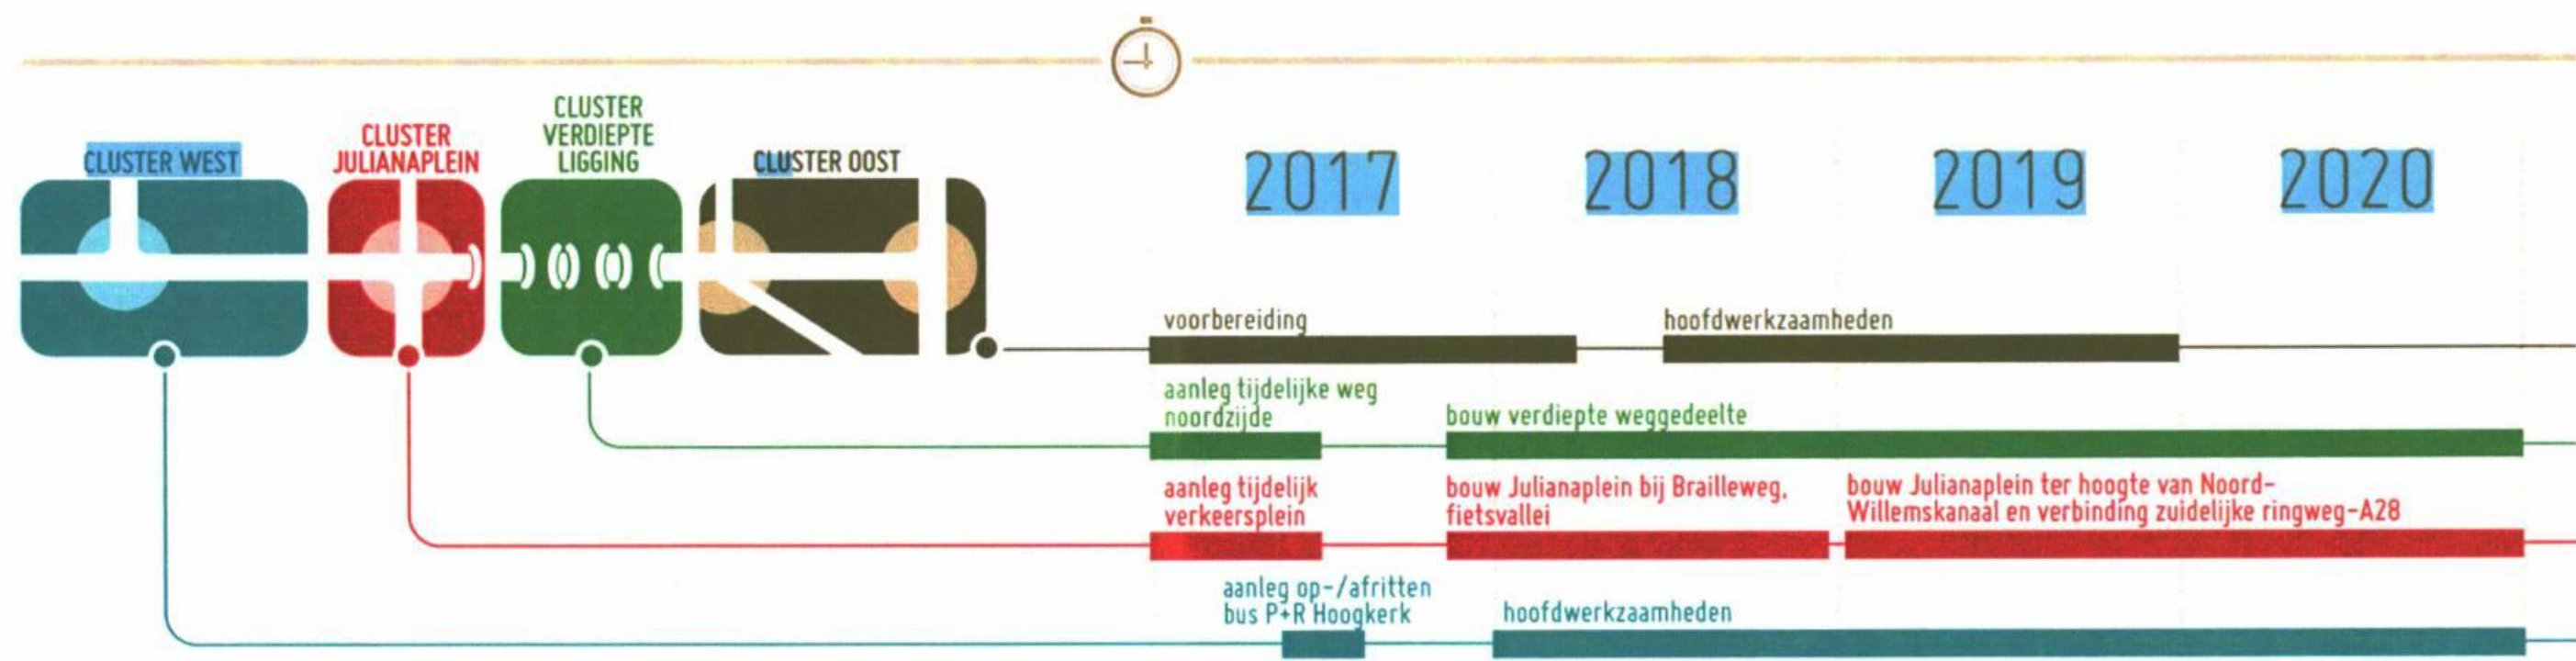 CLUSTER WEST
CLUSTER
JULIANAPLEIN
CLUSTER
VERDIEPTE
LIGGING
CLUSTER OOST
2017
2018
2019
2020
voorbereiding
hoofdwerkzaamheden
aanleg tijdelijke weg
noordzijde
bouw verdiepte weggedeelte
aanleg tijdelijk
verkeersplein
bouw Julianaplein bij Brailleweg,
fietsvallei
bouw Julianaplein ter hoogte van Noord-
Willemskanaal en verbinding zuidelijke ringweg-A28
aanleg op-/afritten
bus P+R Hoogkerk
hoofdwerkzaamheden